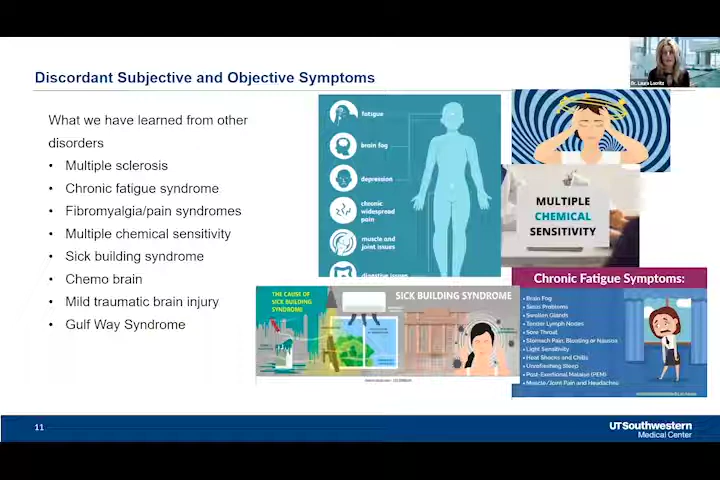 Dr. Laura Lacritz
Discordant Subjective and Objective Symptoms
What we have learned from other
disorders
• Multiple sclerosis
• Chronic fatigue syndrome
• Fibromyalgia/pain syndromes
• Multiple chemical sensitivity
• Sick building syndrome
• Chemo brain
• Mild traumatic brain injury
• Gulf Way Syndrome
fatigue
brain fog
depression
chronic
widespread
pain
muscle and
joint issues
digestive issues
MULTIPLE
CHEMICAL
SENSITIVITY
THE CAUSE OF
SICK BUILDING
SYNDROME
SICK BUILDING SYNDROME
Chronic Fatigue Symptoms:
• Brain Fog
• Sinus Problems
• Swollen Glands
• Tender Lymph Nodes
• Sore Throat
• Stomach Pain, Bloating or Nausea
• Light Sensitivity
• Heat Shocks and Chills
• Unrefreshing Sleep
• Post-Exertional Malaise (PEM)
• Muscle/Joint Pain and Headaches
11
UTSouthwestern
Medical Center